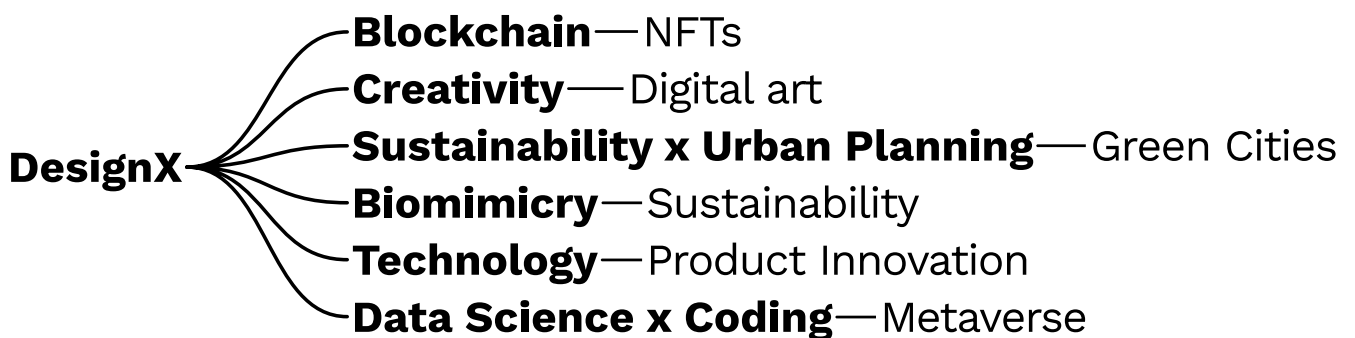 Blockchain NFTs
Creativity Digital art
Sustainability x Urban Planning Green Cities
DesignX
Biomimicry Sustainability
Technology Product Innovation
Data Science x Coding Metaverse